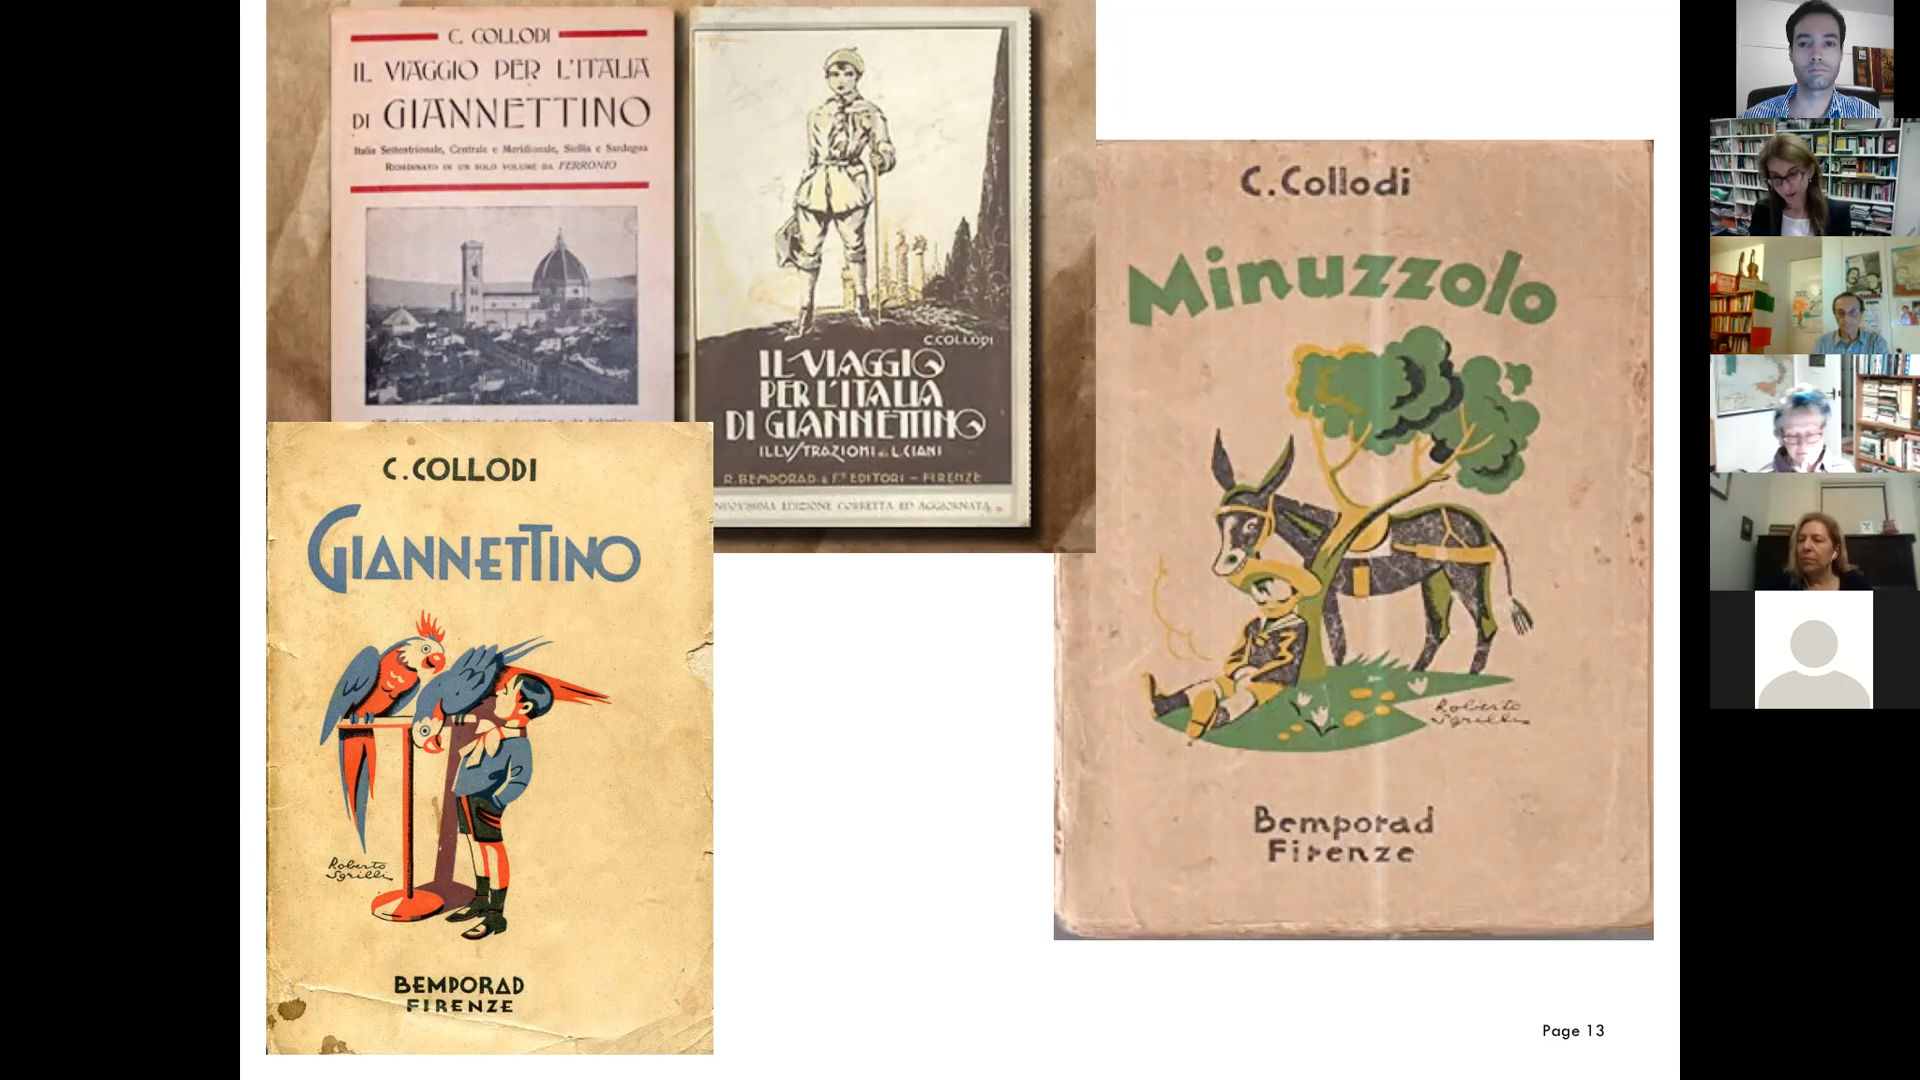 C. COLLODI
IL VIAGGIO PER L'ITALIA
DI GIANNETTINO
Italia Settentrionale, Centrale e Meridionale, Sicilia e Sardegna
RIORDINATO IN UN SOLO VOLUME DA FERRONIO
C. COLLODI
IL VIAGGIO
PER L'ITALIA
DI GIANNETTINO
ILLUSTRAZIONI DI L. CIANI
R. BEMPORAD & F.º EDITORI - FIRENZE
NUOVISSIMA EDIZIONE CORRETTA ED AGGIORNATA
C. COLLODI
GIANNETTINO
Roberto
Sgrilli
BEMPORAD
FIRENZE
C. Collodi
Minuzzolo
Roberto
Sgrilli
Bemporad
Firenze
Page 13